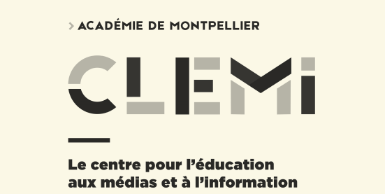 > ACADÉMIE DE MONTPELLIER
CLEMI
Le centre pour l'éducation
aux médias et à l'information